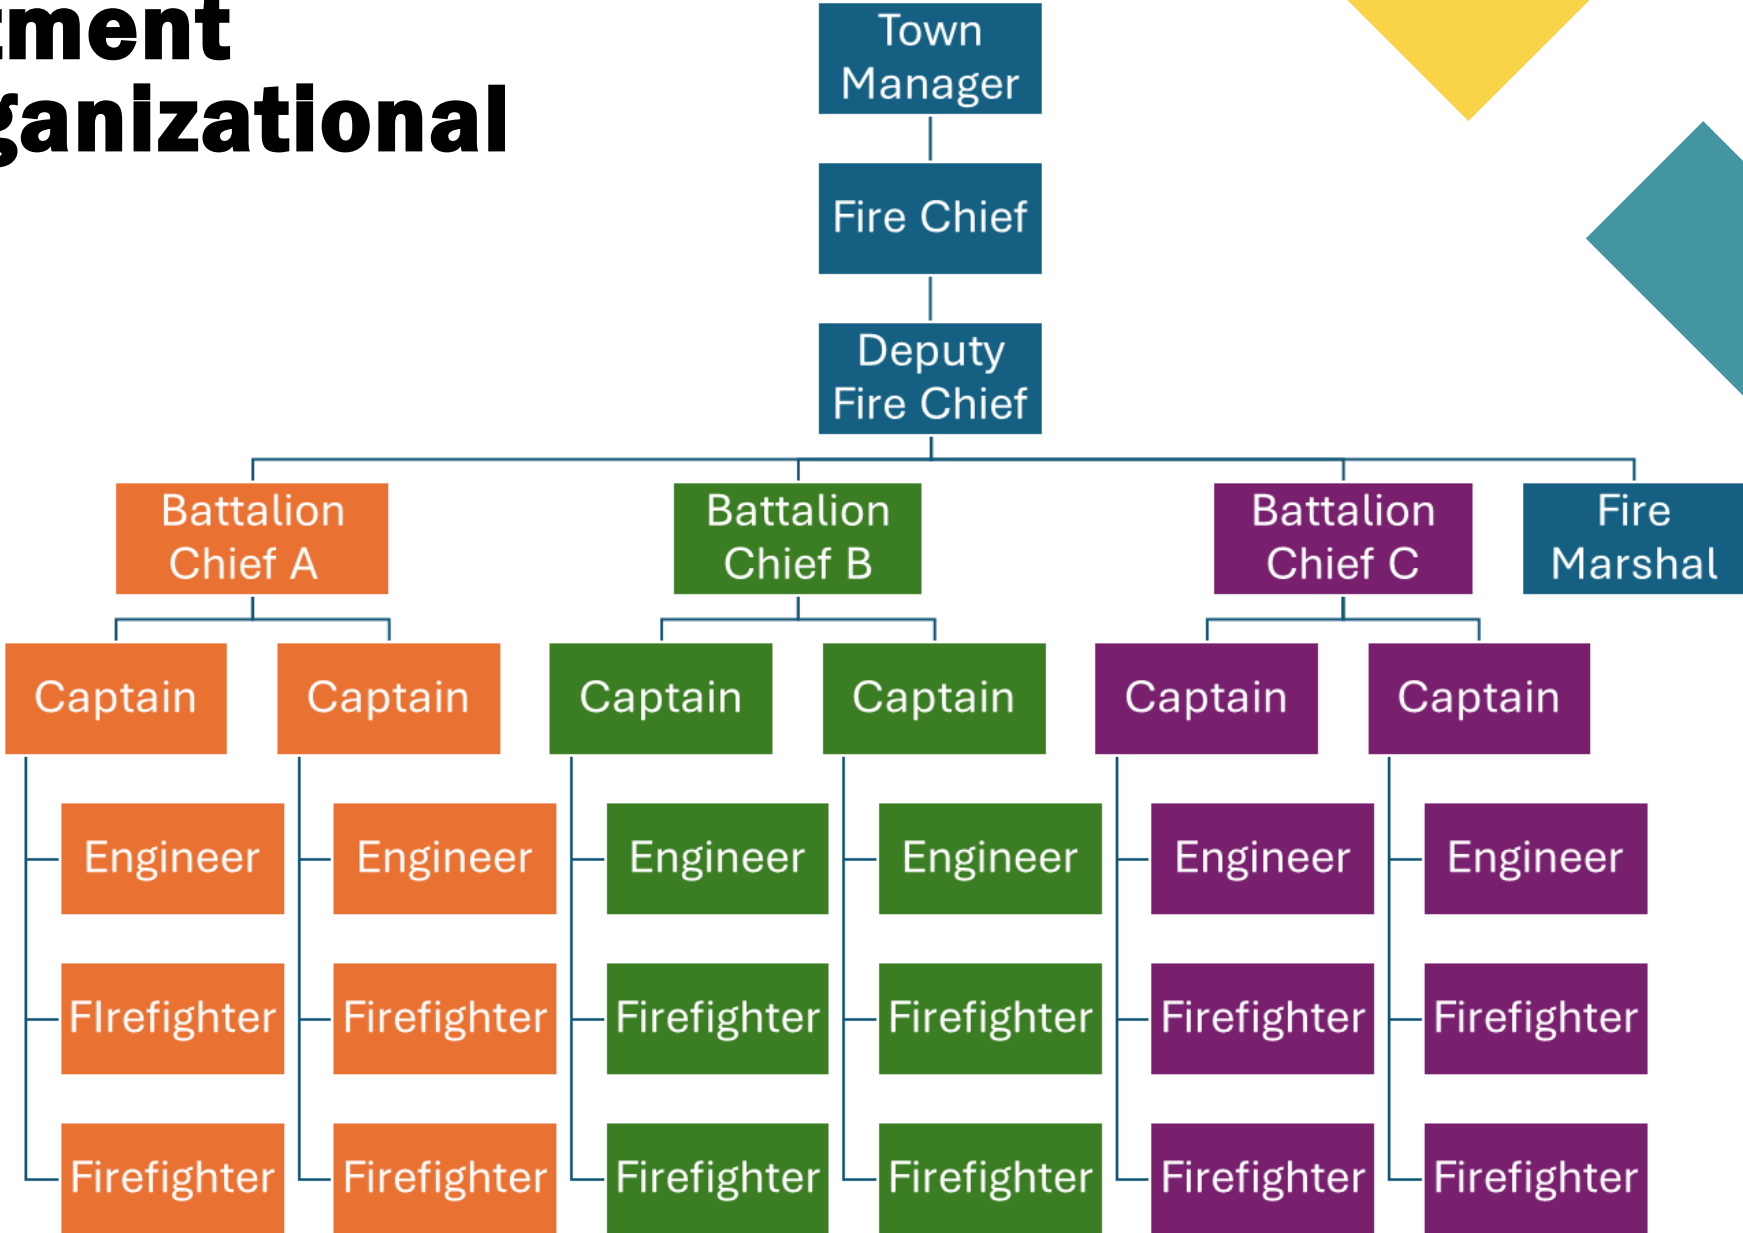 tment
ganizational
Town
Manager
Fire Chief
Deputy
Fire Chief
Battalion
Chief A
Battalion
Chief B
Battalion
Chief C
Fire
Marshal
Captain
Captain
Captain
Captain
Captain
Captain
Engineer
Engineer
Engineer
Engineer
Engineer
Engineer
FIrefighter
Firefighter
Firefighter
Firefighter
Firefighter
Firefighter
Firefighter
Firefighter
Firefighter
Firefighter
Firefighter
Firefighter